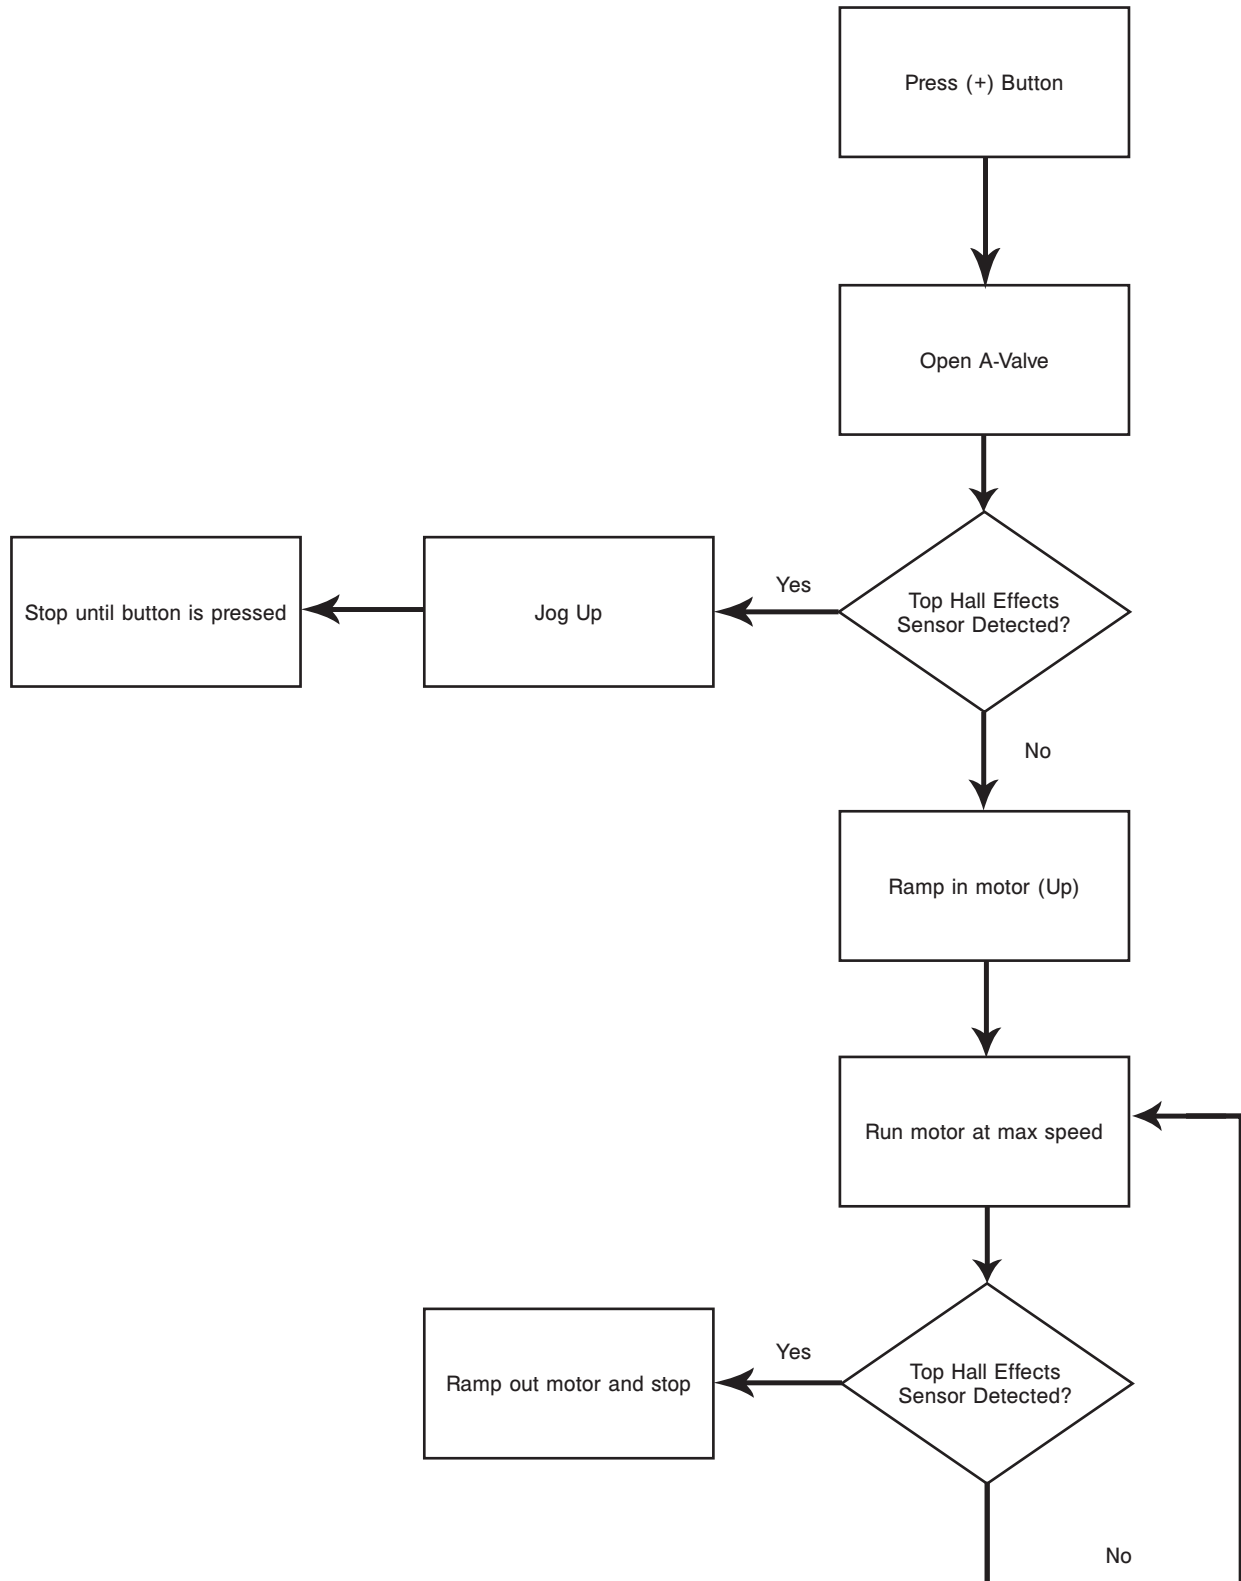 Press (+) Button
Open A-Valve
Top Hall Effects
Sensor Detected?
Yes
Jog Up
Stop until button is pressed
No
Ramp in motor (Up)
Run motor at max speed
Top Hall Effects
Sensor Detected?
Yes
Ramp out motor and stop
No